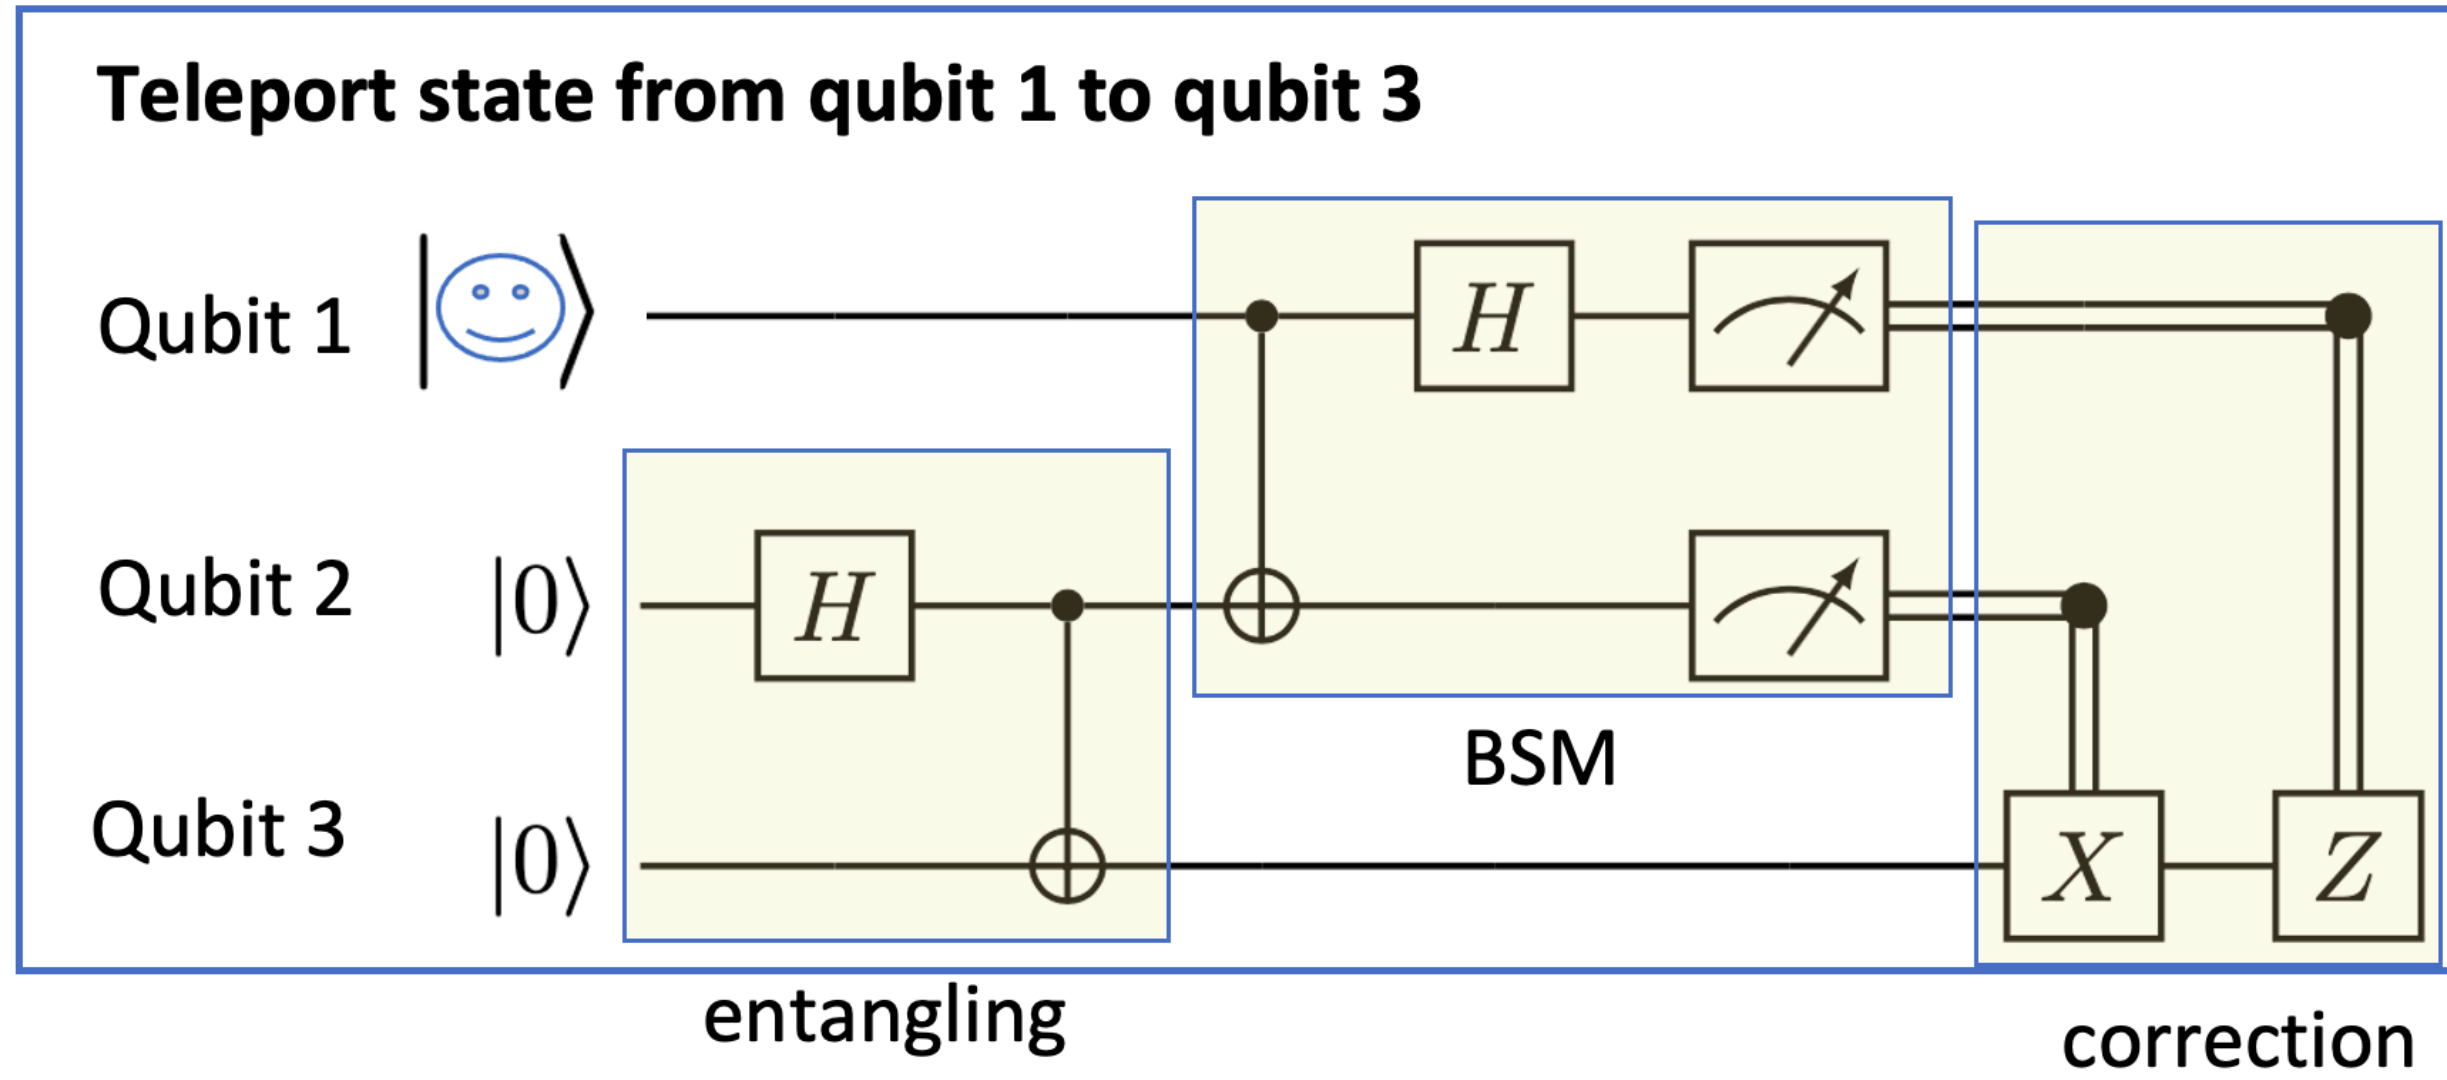 Teleport state from qubit 1 to qubit 3
Qubit 1
H
Qubit 2 |0⟩ H
BSM
Qubit 3 |0⟩ X Z
entangling
correction